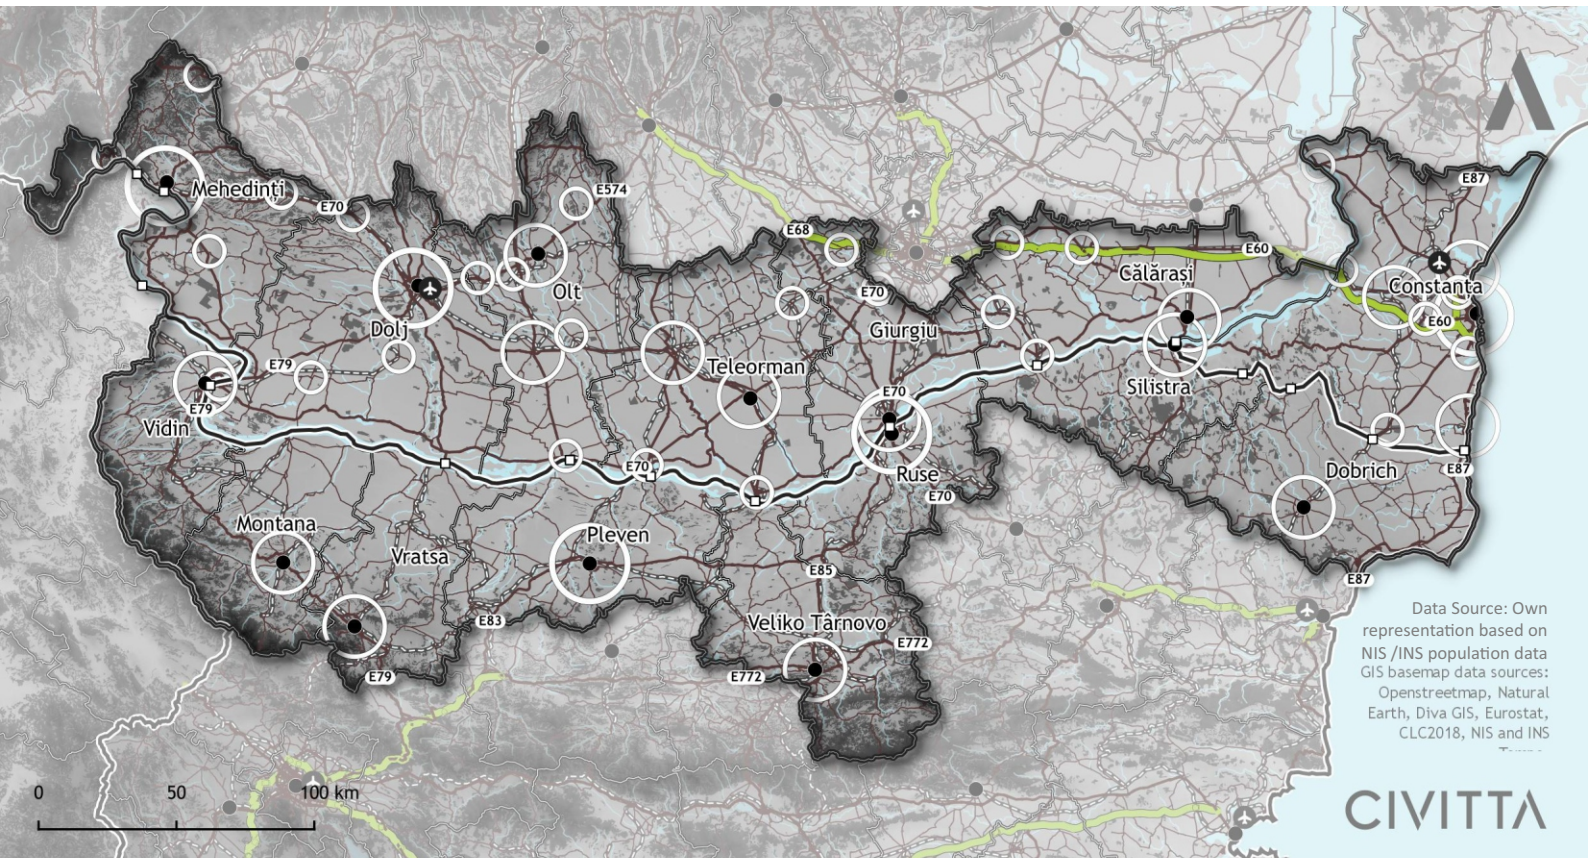 E87
Mehedinți
E574
E70
E68
E60
Călărași
Constanța
Olt
E70
E60
Giurgiu
Dolj
E79
Teleorman
Silistra
E70
E79
Vidin
E70
E87
Dobrich
Ruse
E70
Montana
Pleven
Vratsa
E85
E87
E83
Veliko Târnovo
E772
E79
E772
Data Source: Own
representation based on
NIS /INS population data
GIS basemap data sources:
Openstreetmap, Natural
Earth, Diva GIS, Eurostat,
CLC2018, NIS and INS
0 50 100 km
CIVITTA